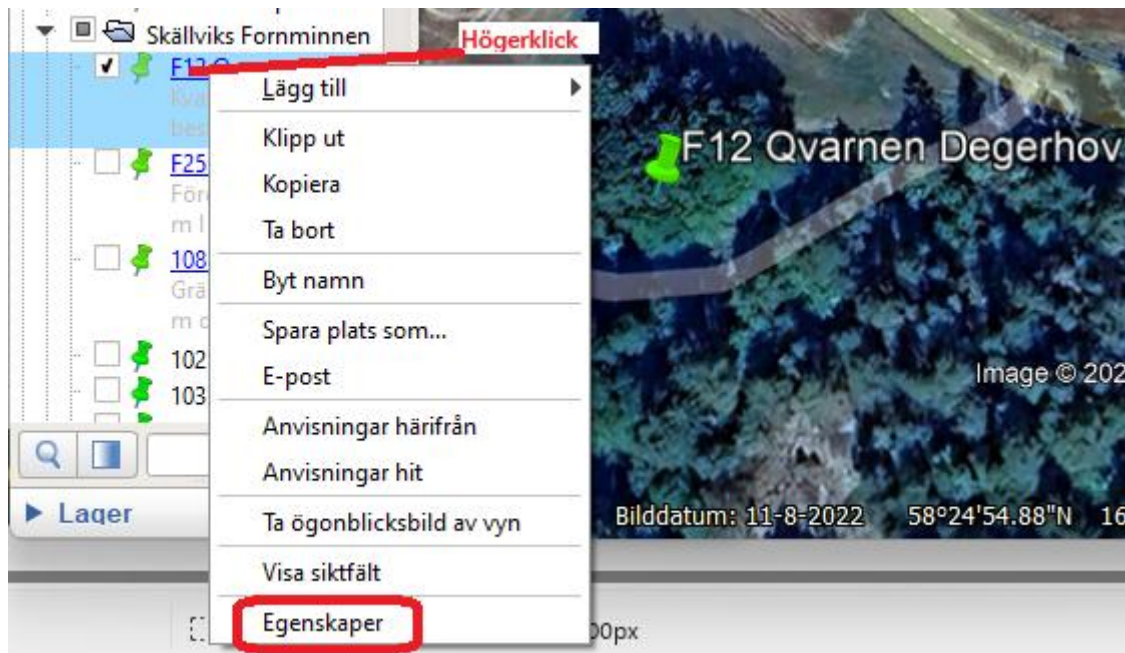 Skällviks Fornminnen
Högerklick
F12
Lägg till
Klipp ut
Kopiera
F25
Ta bort
108
Byt namn
Spara plats som...
102
E-post
103
Anvisningar härifrån
Anvisningar hit
Lager
Ta ögonblicksbild av vyn
Visa siktfält
Egenskaper
F12 Qvarnen Degerhov
Image © 202
Bilddatum: 11-8-2022 58°24'54.88"N 16
00px